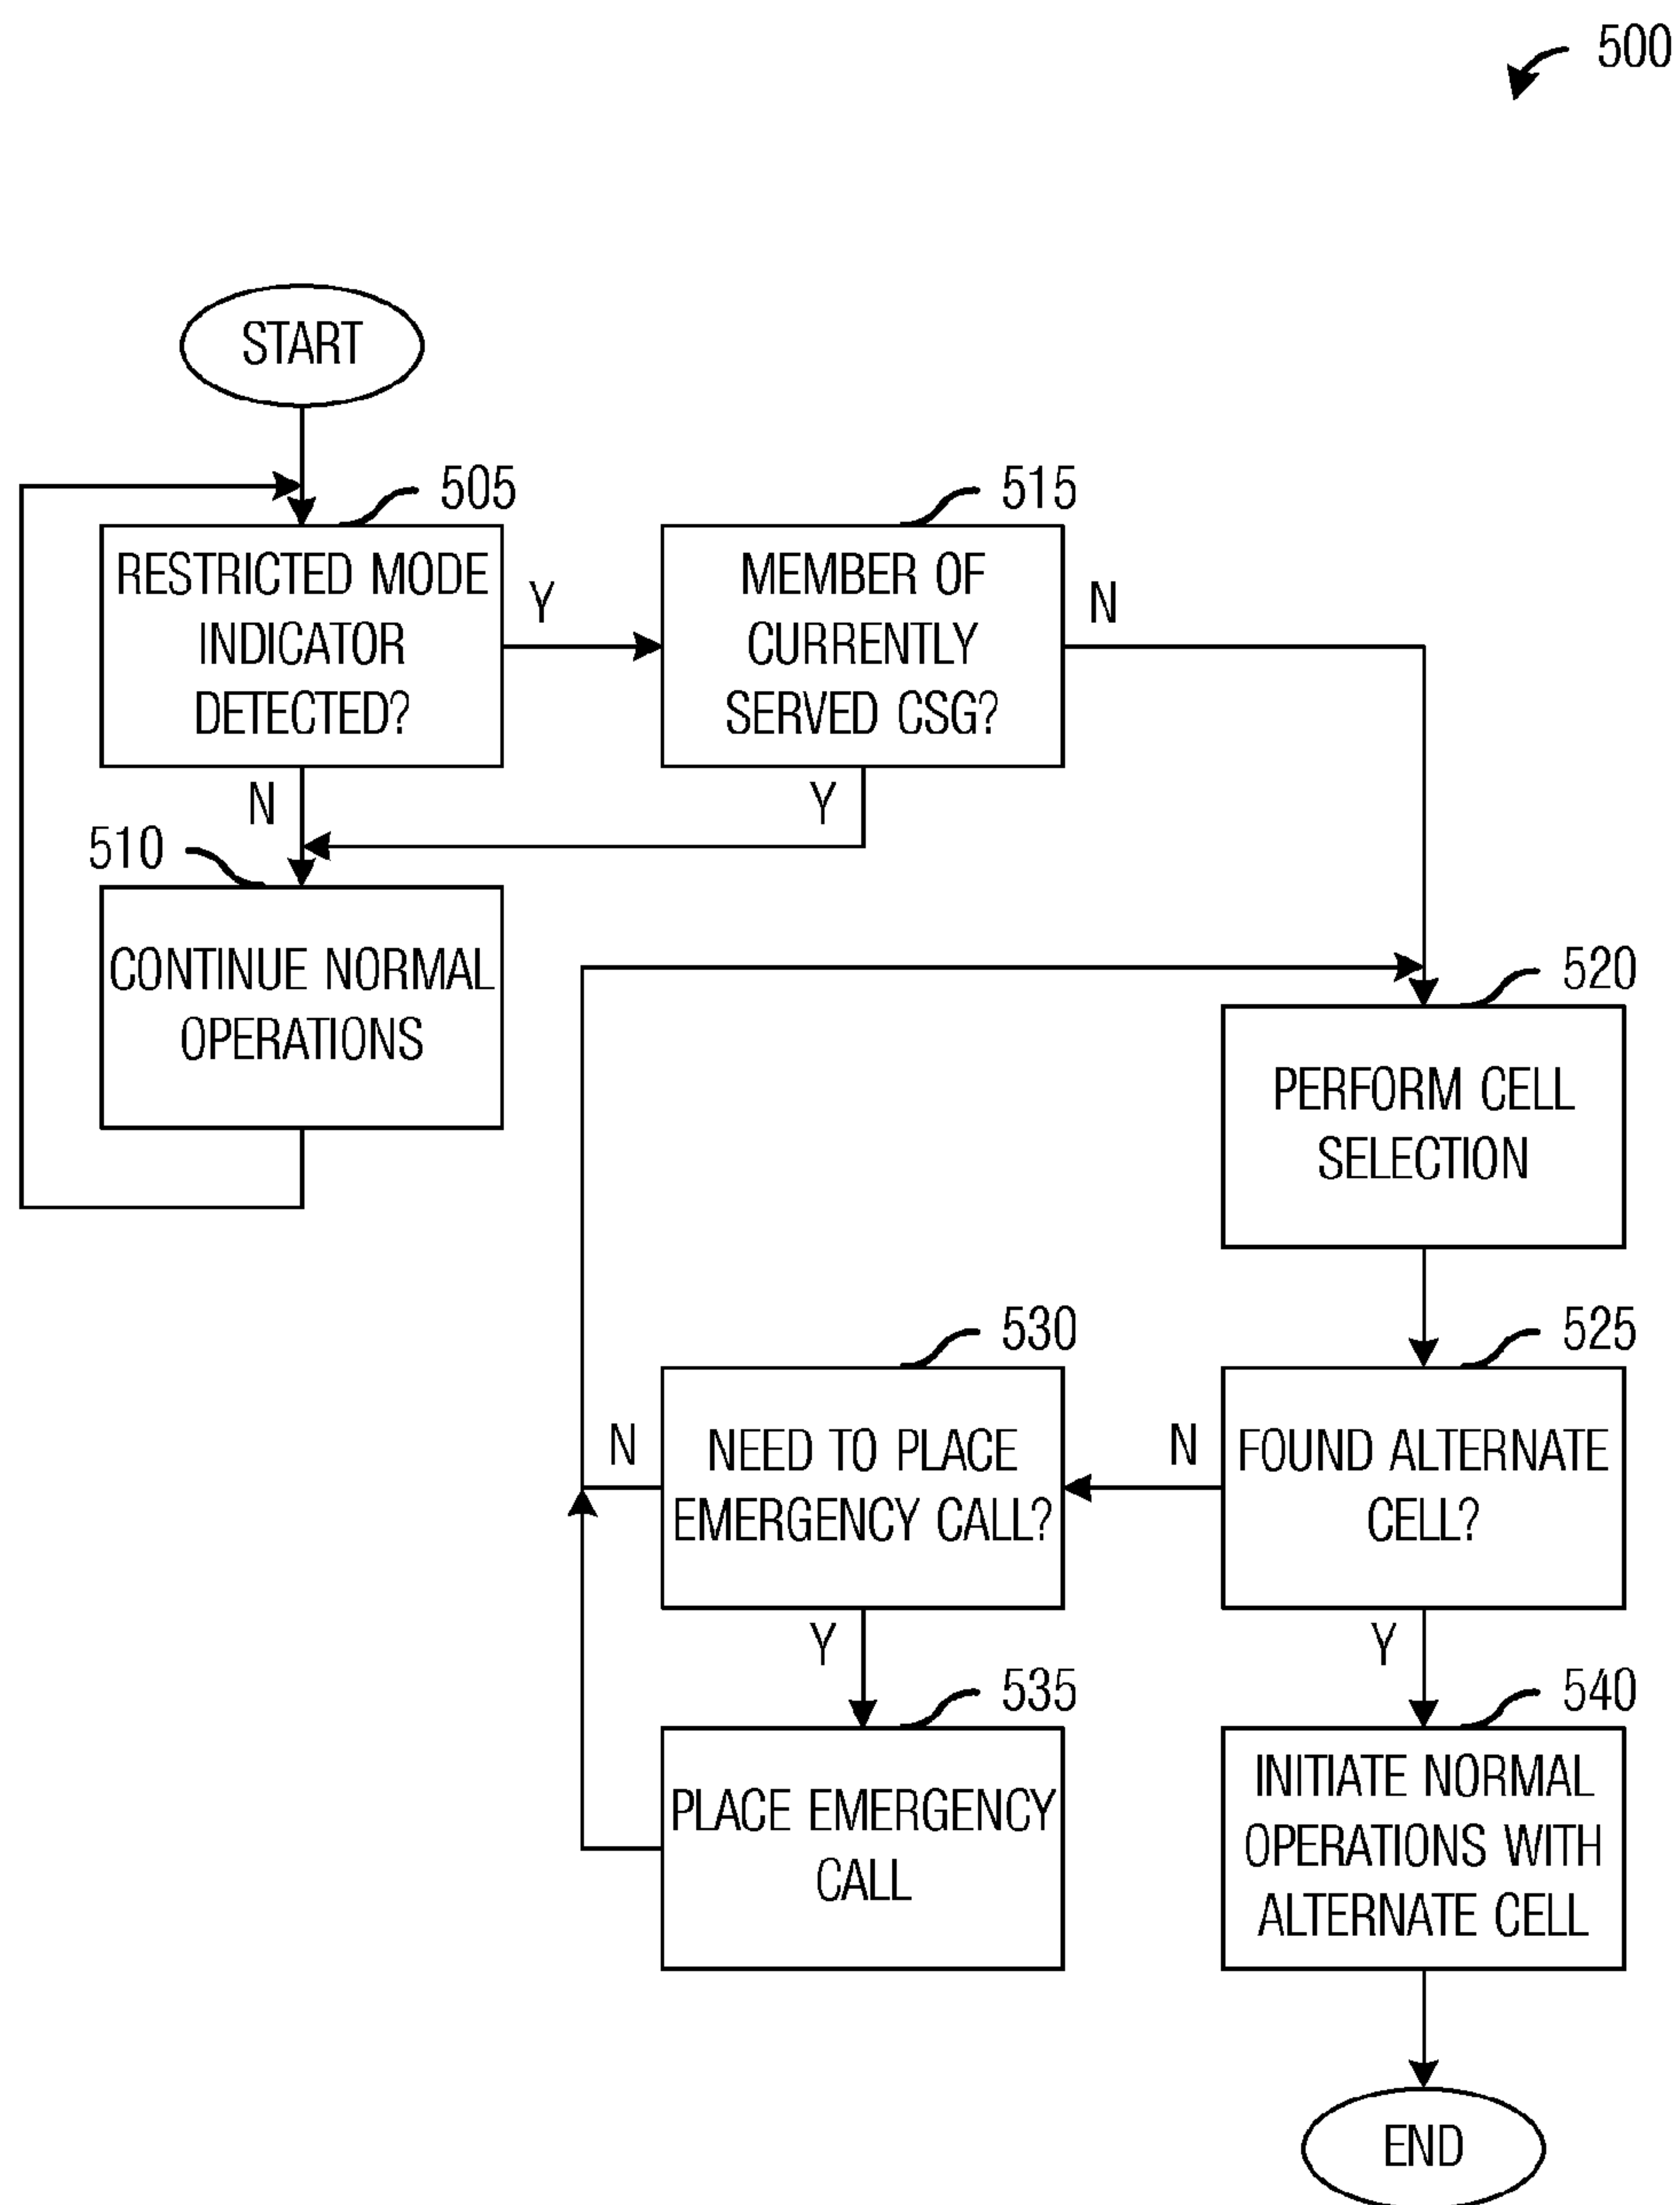 500
START
505
RESTRICTED MODE
INDICATOR
DETECTED?
Y
N
515
MEMBER OF
CURRENTLY
SERVED CSG?
N
Y
510
CONTINUE NORMAL
OPERATIONS
520
PERFORM CELL
SELECTION
525
FOUND ALTERNATE
CELL?
N
Y
530
NEED TO PLACE
EMERGENCY CALL?
N
Y
535
PLACE EMERGENCY
CALL
540
INITIATE NORMAL
OPERATIONS WITH
ALTERNATE CELL
END